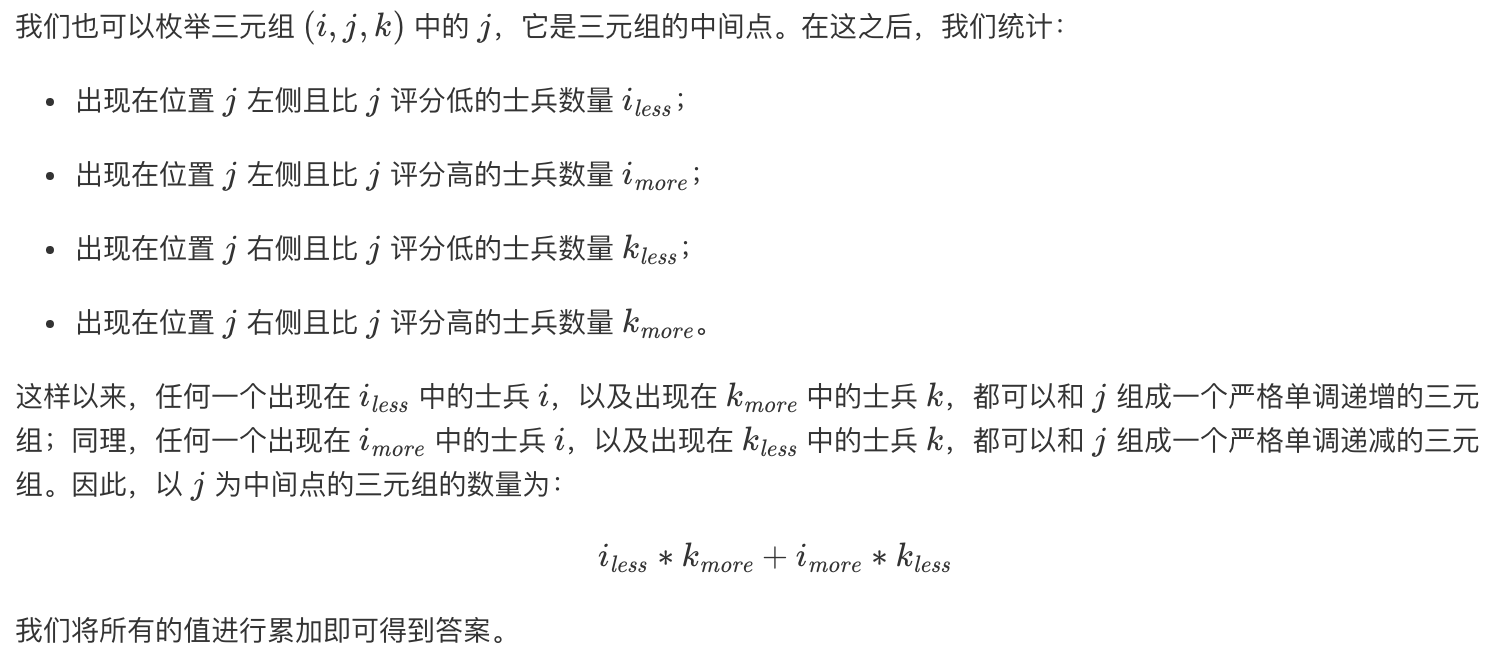 我们也可以枚举三元组 (i, j, k) 中的 j，它是三元组的中间点。在这之后，我们统计：
• 出现在位置 j 左侧且比 j 评分低的士兵数量 i_{less}；
• 出现在位置 j 左侧且比 j 评分高的士兵数量 i_{more}；
• 出现在位置 j 右侧且比 j 评分低的士兵数量 k_{less}；
• 出现在位置 j 右侧且比 j 评分高的士兵数量 k_{more}。
这样以来，任何一个出现在 i_{less} 中的士兵 i，以及出现在 k_{more} 中的士兵 k，都可以和 j 组成一个严格单调递增的三元
组；同理，任何一个出现在 i_{more} 中的士兵 i，以及出现在 k_{less} 中的士兵 k，都可以和 j 组成一个严格单调递减的三元
组。因此，以 j 为中间点的三元组的数量为：
i_{less} * k_{more} + i_{more} * k_{less}
我们将所有的值进行累加即可得到答案。